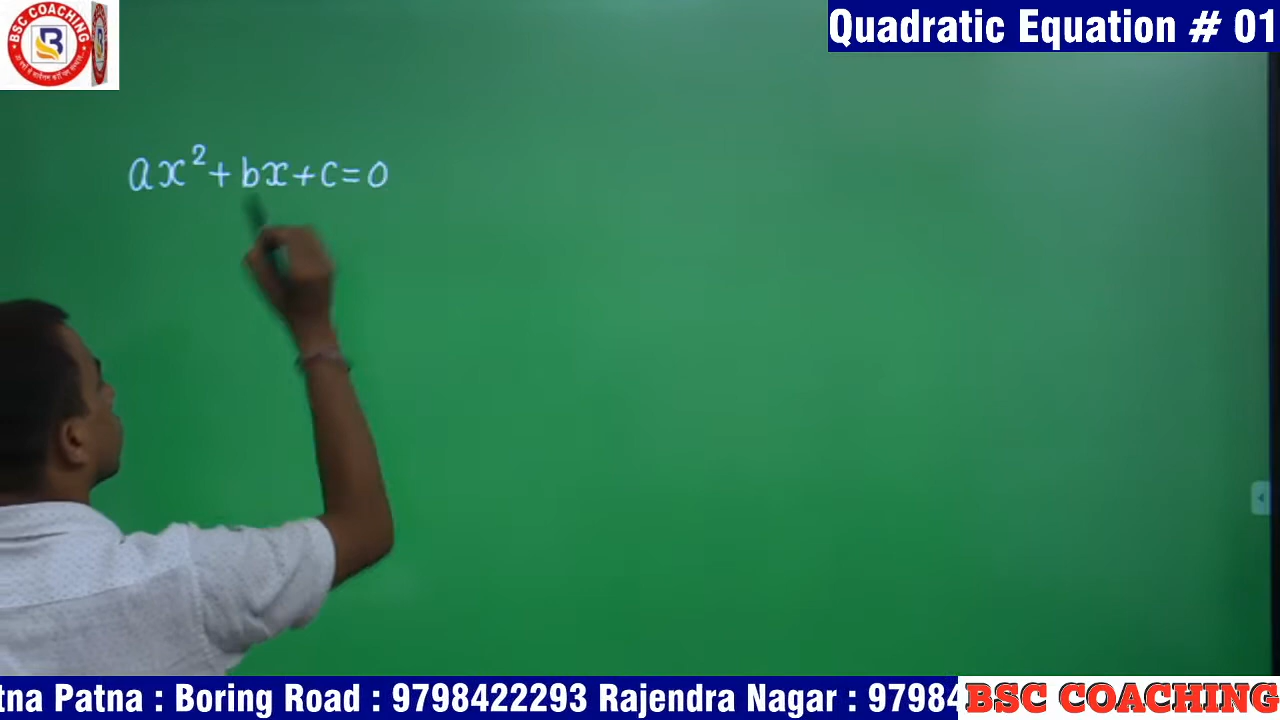 BSC COACHING
Quadratic Equation # 01
ax²+bx+c=0
tna Patna : Boring Road : 9798422293 Rajendra Nagar : 97984
BSC COACHING